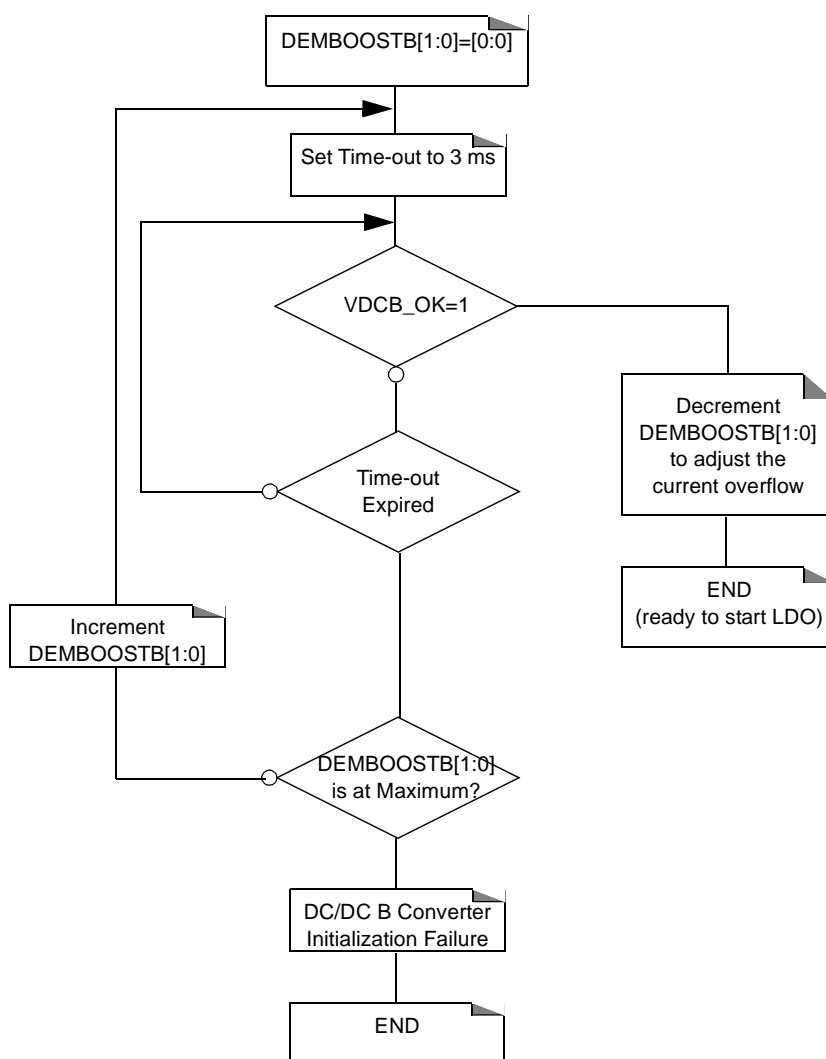 DEMBOOSTB[1:0]=[0:0]
Set Time-out to 3 ms
VDCB_OK=1
Decrement
DEMBOOSTB[1:0]
to adjust the
current overflow
Time-out
Expired
END
(ready to start LDO)
Increment
DEMBOOSTB[1:0]
DEMBOOSTB[1:0]
is at Maximum?
DC/DC B Converter
Initialization Failure
END